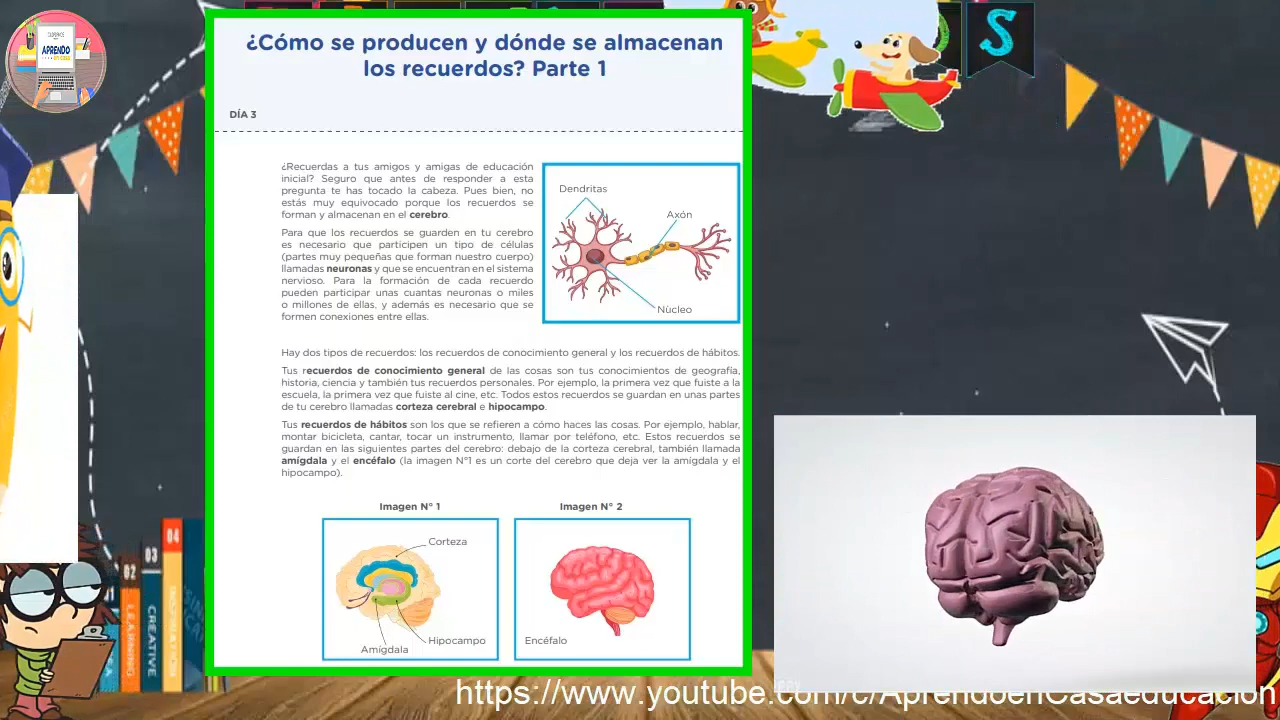 APRENDO
S
¿Cómo se producen y dónde se almacenan
los recuerdos? Parte 1
DÍA 3
¿Recuerdas a tus amigos y amigas de educación
inicial? Seguro que antes de responder a esta
pregunta te has tocado la cabeza. Pues bien, no
estás muy equivocado porque los recuerdos se
forman y almacenan en el cerebro.
Para que los recuerdos se guarden en tu cerebro
es necesario que participen un tipo de células
(partes muy pequeñas que forman nuestro cuerpo)
llamadas neuronas y que se encuentran en el sistema
nervioso. Para la formación de cada recuerdo
pueden participar unas cuantas neuronas o miles
o millones de ellas, y además es necesario que se
formen conexiones entre ellas.
Dendritas
Axón
Núcleo
Hay dos tipos de recuerdos: los recuerdos de conocimiento general y los recuerdos de hábitos.
Tus recuerdos de conocimiento general de las cosas son tus conocimientos de geografía,
historia, ciencia y también tus recuerdos personales. Por ejemplo, la primera vez que fuiste a la
escuela, la primera vez que fuiste al cine, etc. Todos estos recuerdos se guardan en unas partes
de tu cerebro llamadas corteza cerebral e hipocampo.
Tus recuerdos de hábitos son los que se refieren a cómo haces las cosas. Por ejemplo, hablar,
montar bicicleta, cantar, tocar un instrumento, llamar por teléfono, etc. Estos recuerdos se
guardan en las siguientes partes del cerebro: debajo de la corteza cerebral, también llamada
amígdala y el encéfalo (la imagen N°1 es un corte del cerebro que deja ver la amígdala y el
hipocampo).
Imagen N° 1
Corteza
Hipocampo
Amígdala
Imagen N° 2
Encéfalo
02
LEARNING
03
CREATIVE
04
https://www.youtube.com/c/AprendoenCasaeducacion